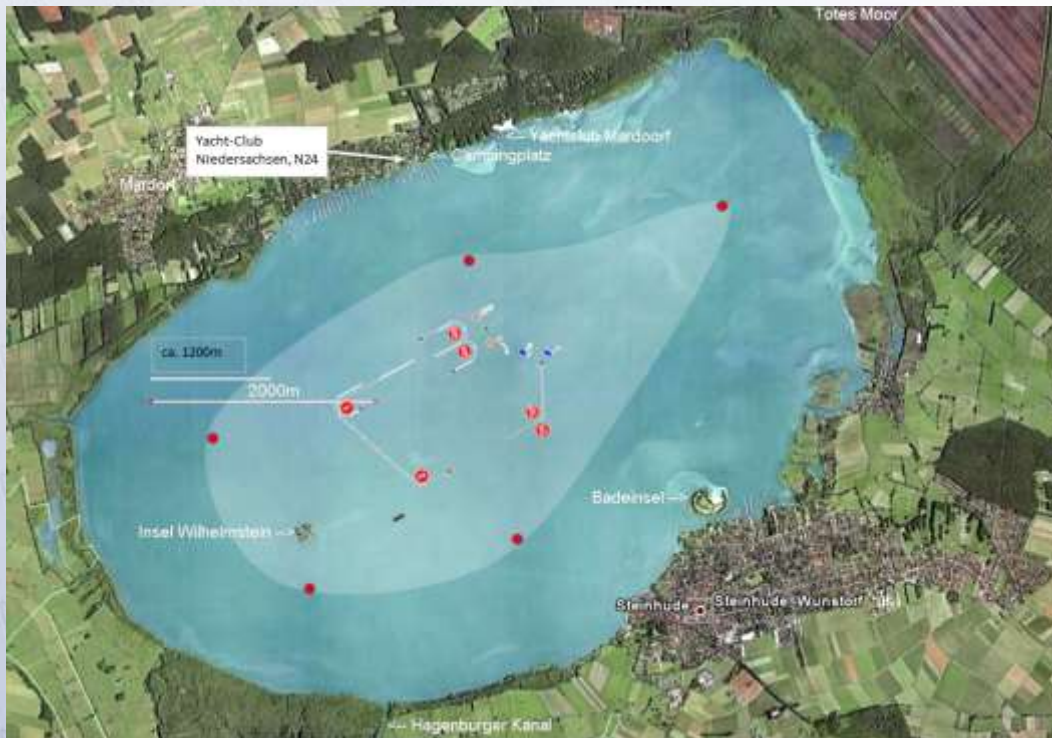 Totes Moor
Yacht-Club
Niedersachsen, N24
<-- Yachtclub Mardoorf
<-- Campingplatz
Mardorf
ca. 1200m
2000m
Badeinsel -->
Insel Wilhelmstein -->
Steinhude
Steinhude-Wunstorf
<-- Hagenburger Kanal